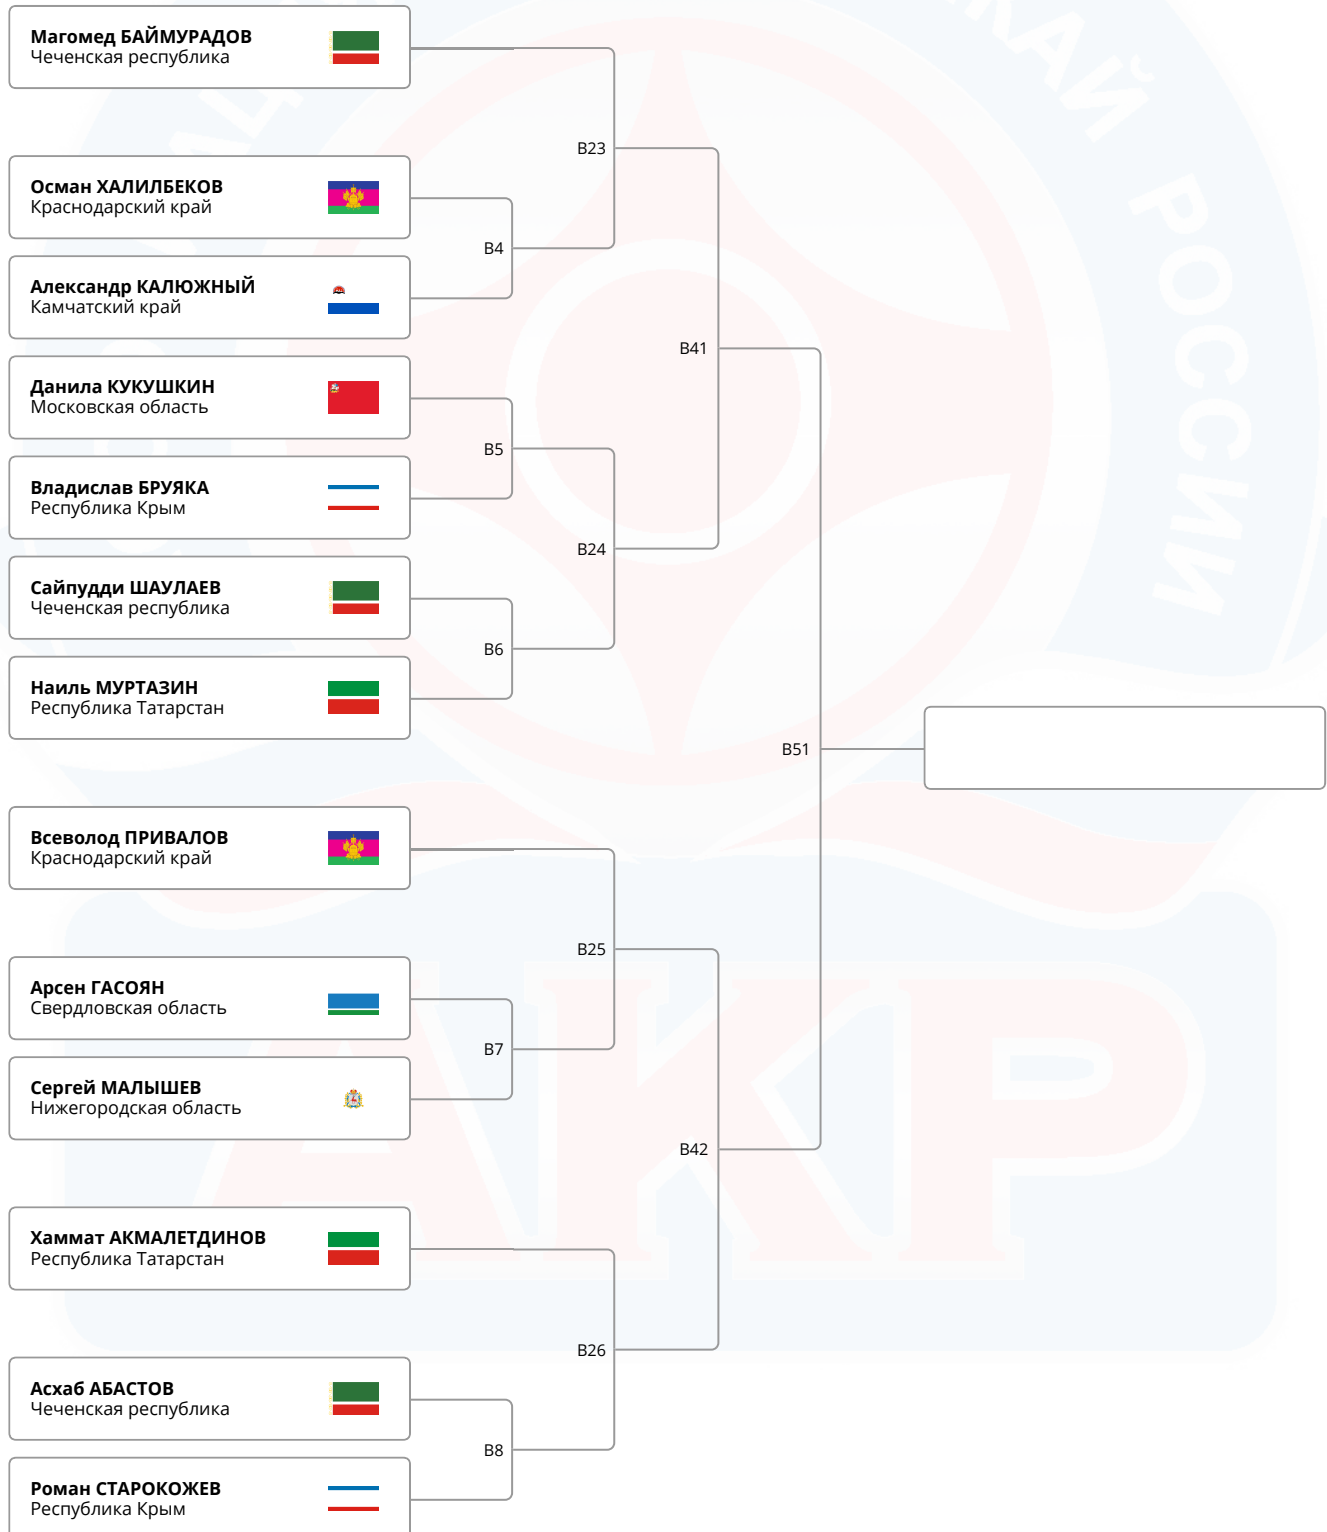 Магомед БАЙМУРАДОВ
Чеченская республика
B23
Осман ХАЛИЛБЕКОВ
Краснодарский край
B4
Александр КАЛЮЖНЫЙ
Камчатский край
B41
Данила КУКУШКИН
Московская область
B5
Владислав БРУЯКА
Республика Крым
B24
Сайпудди ШАУЛАЕВ
Чеченская республика
B6
Наиль МУРТАЗИН
Республика Татарстан
B51
Всеволод ПРИВАЛОВ
Краснодарский край
B25
Арсен ГАСОЯН
Свердловская область
B7
Сергей МАЛЫШЕВ
Нижегородская область
B42
Хаммат АКМАЛЕТДИНОВ
Республика Татарстан
B26
Асхаб АБАСТОВ
Чеченская республика
B8
Роман СТАРОКОЖЕВ
Республика Крым
РОССИИ
АКР